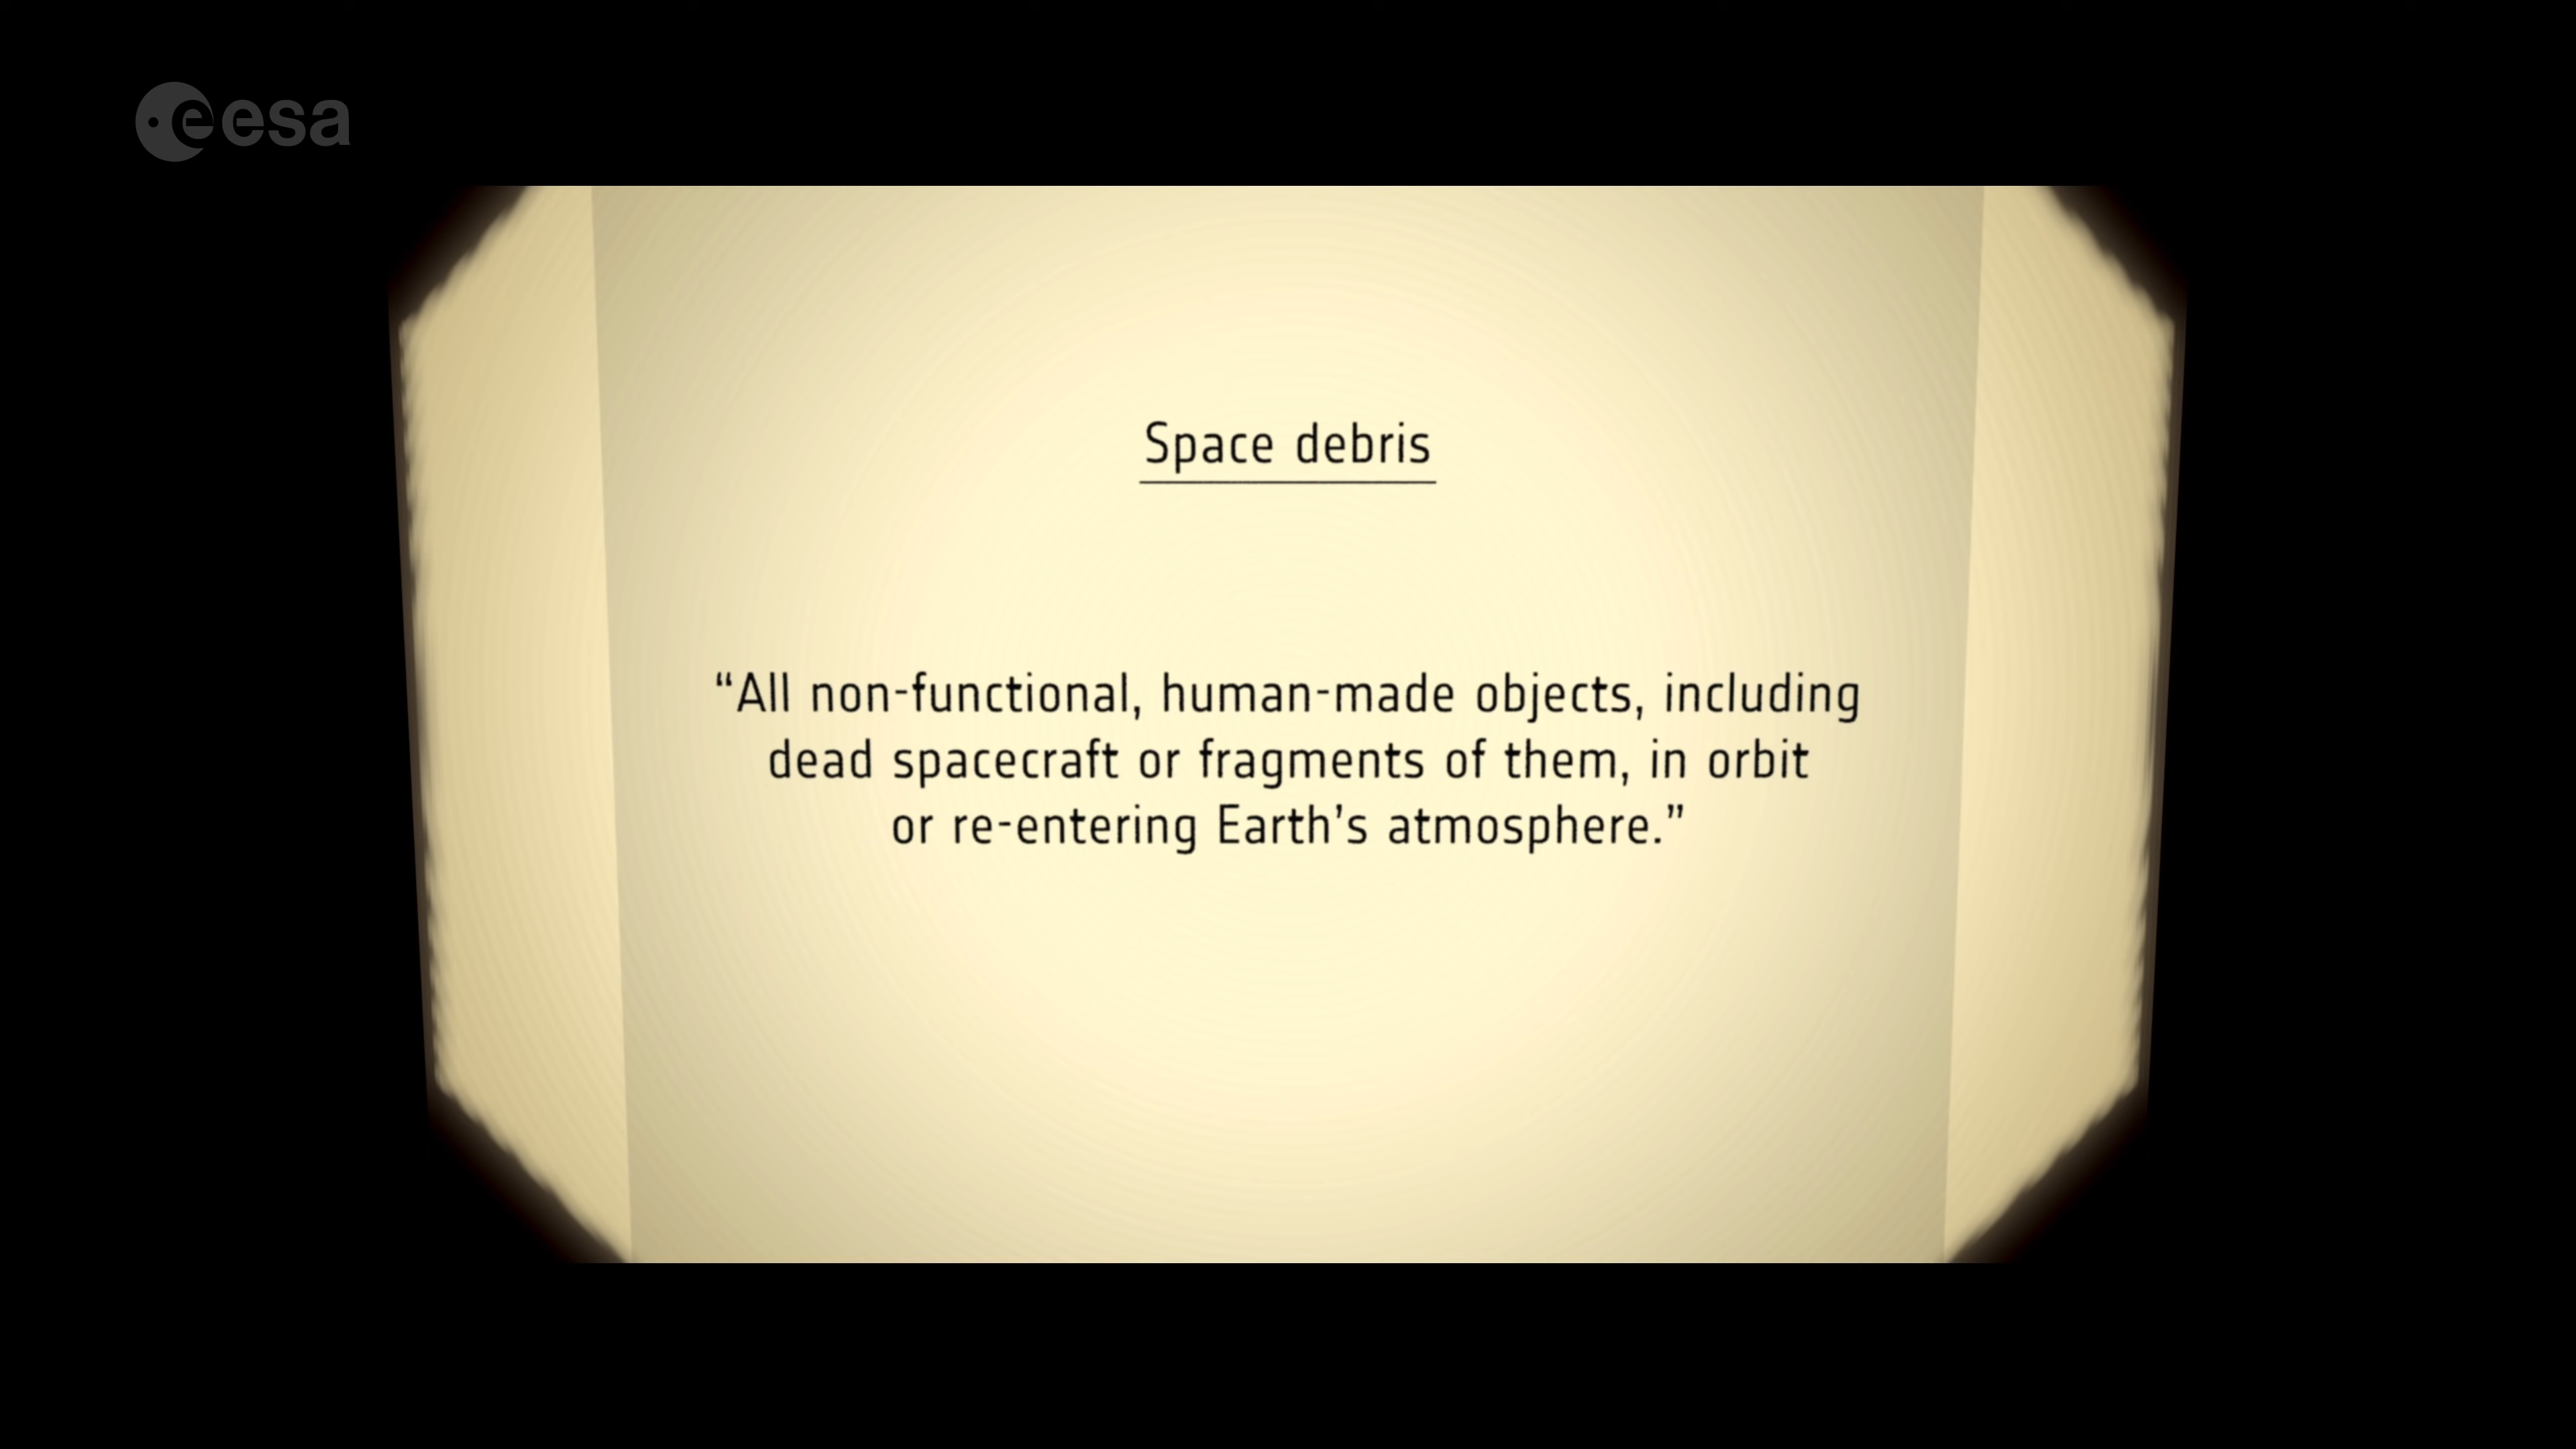 esa
Space debris
“All non-functional, human-made objects, including
dead spacecraft or fragments of them, in orbit
or re-entering Earth’s atmosphere.”